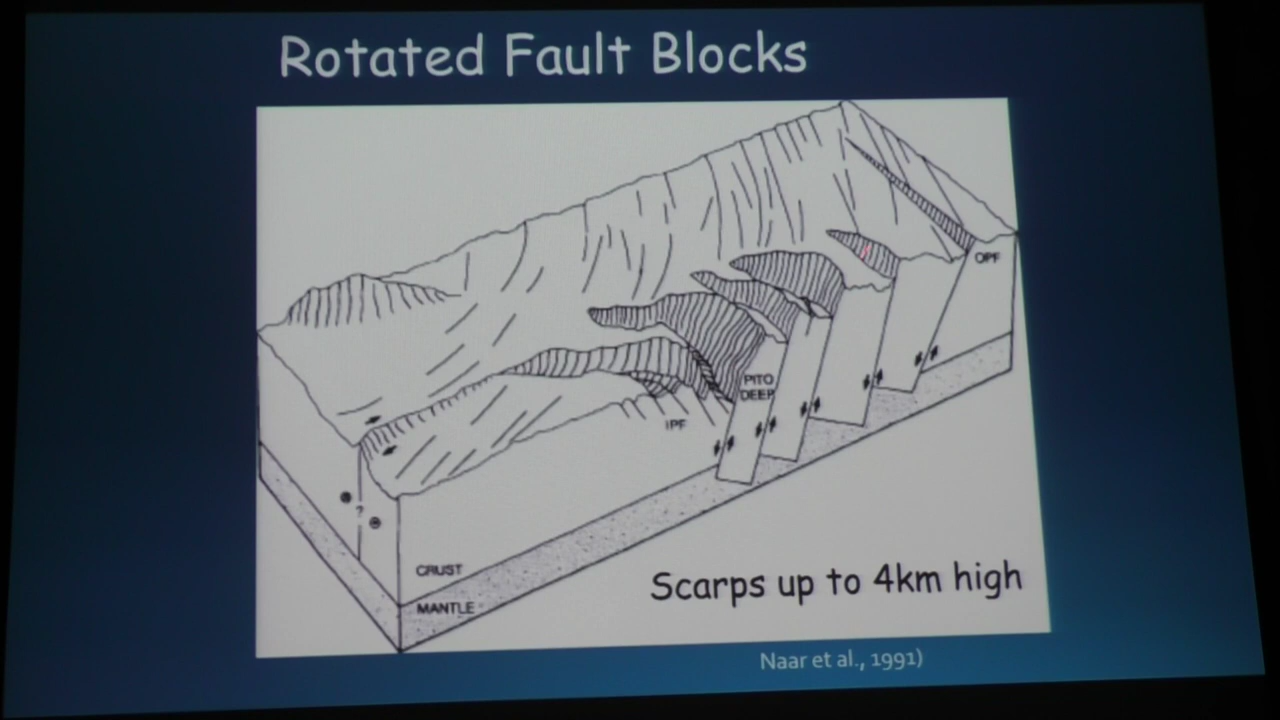 Rotated Fault Blocks
OPF
PITO
DEEP
IPF
?
CRUST
MANTLE
Scarps up to 4km high
Naar et al., 1991)